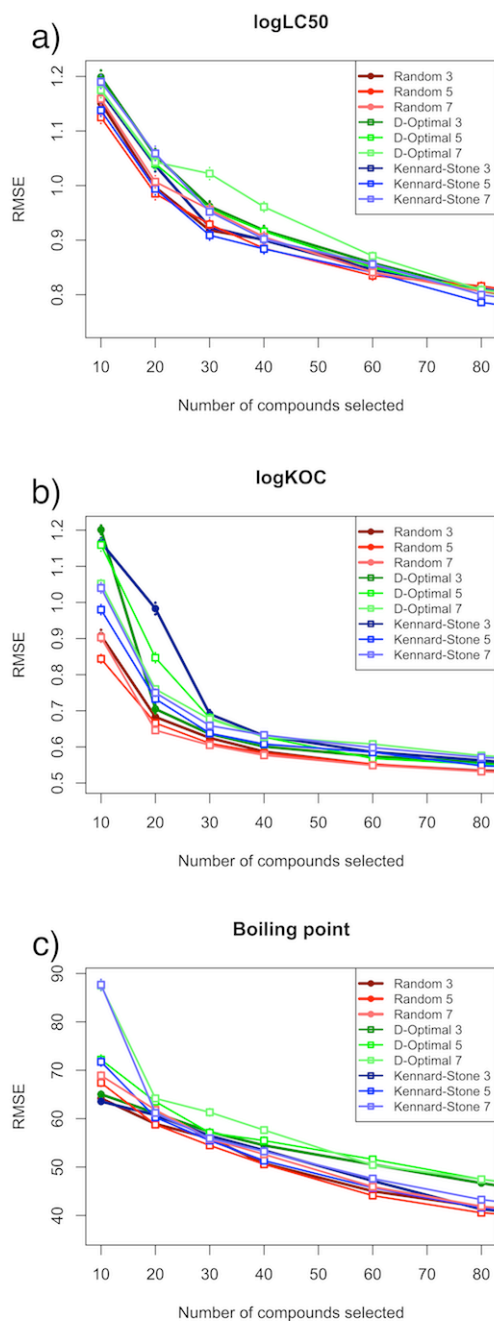 a)
logLC50
RMSE
1.2
1.1
1.0
0.9
0.8
Random 3
Random 5
Random 7
D-Optimal 3
D-Optimal 5
D-Optimal 7
Kennard-Stone 3
Kennard-Stone 5
Kennard-Stone 7
10 20 30 40 50 60 70 80
Number of compounds selected
b)
logKOC
RMSE
1.2
1.1
1.0
0.9
0.8
0.7
0.6
0.5
Random 3
Random 5
Random 7
D-Optimal 3
D-Optimal 5
D-Optimal 7
Kennard-Stone 3
Kennard-Stone 5
Kennard-Stone 7
10 20 30 40 50 60 70 80
Number of compounds selected
c)
Boiling point
RMSE
90
80
70
60
50
40
Random 3
Random 5
Random 7
D-Optimal 3
D-Optimal 5
D-Optimal 7
Kennard-Stone 3
Kennard-Stone 5
Kennard-Stone 7
10 20 30 40 50 60 70 80
Number of compounds selected